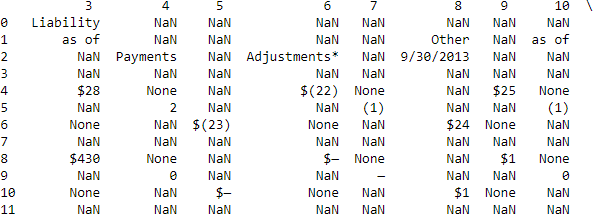 3 4 5 6 7 8 9 10 \
0 Liability NaN NaN NaN NaN NaN NaN NaN
1 as of NaN NaN NaN NaN Other NaN as of
2 NaN Payments NaN Adjustments* NaN 9/30/2013 NaN NaN
3 NaN NaN NaN NaN NaN NaN NaN NaN
4 $28 None NaN $(22) None NaN $25 None
5 NaN 2 NaN NaN (1) NaN NaN (1)
6 None NaN $(23) None NaN $24 None NaN
7 NaN NaN NaN NaN NaN NaN NaN NaN
8 $430 None NaN $— None NaN $1 None
9 NaN 0 NaN NaN — NaN NaN 0
10 None NaN $— None NaN $1 None NaN
11 NaN NaN NaN NaN NaN NaN NaN NaN